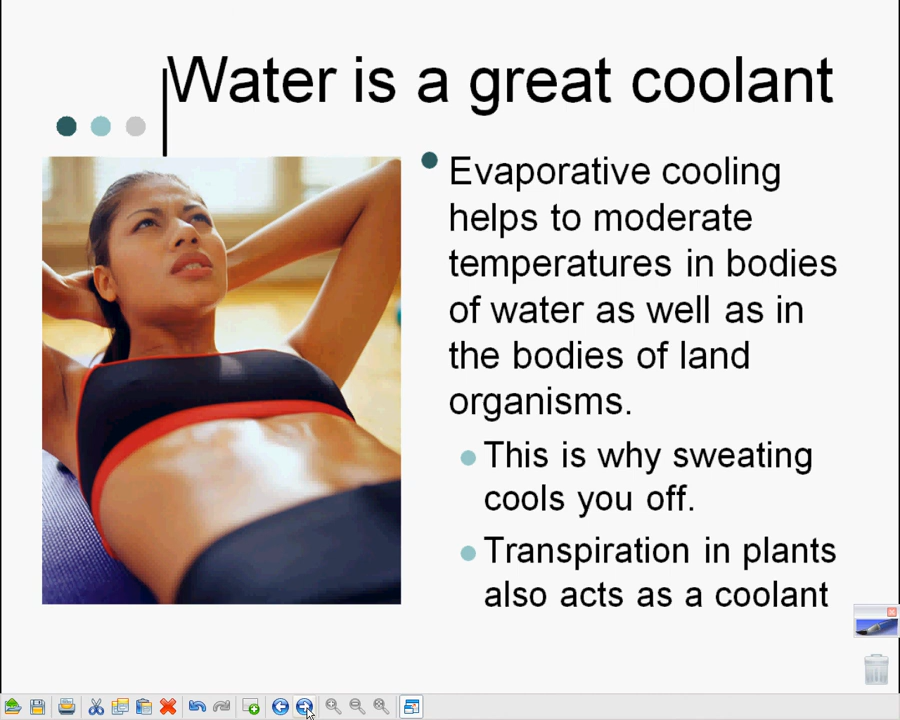 Water is a great coolant
Evaporative cooling
helps to moderate
temperatures in bodies
of water as well as in
the bodies of land
organisms.
This is why sweating
cools you off.
Transpiration in plants
also acts as a coolant